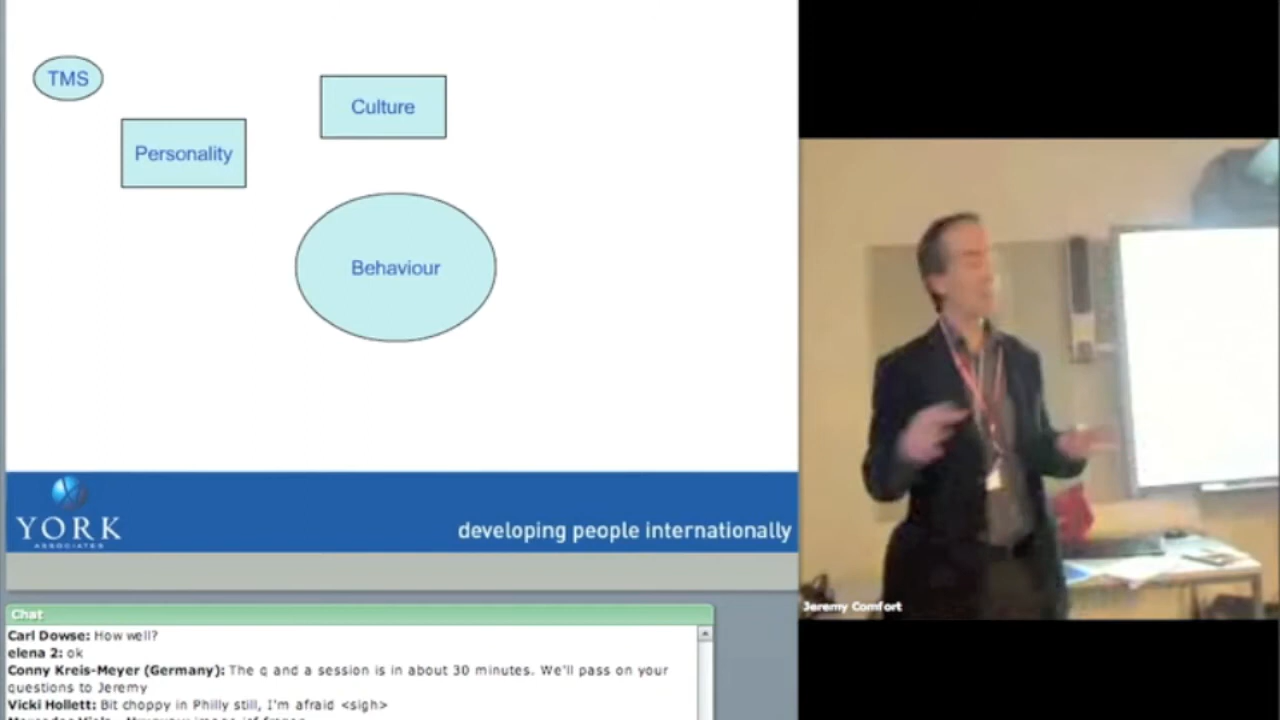 TMS
Culture
Personality
Behaviour
YORK
ASSOCIATES
developing people internationally
Jeremy Comfort
Chat
Carl Dowse: How well?
elena 2: ok
Conny Kreis-Meyer (Germany): The q and a session is in about 30 minutes. We'll pass on your
questions to Jeremy
Vicki Hollett: Bit choppy in Philly still, I'm afraid <sigh>